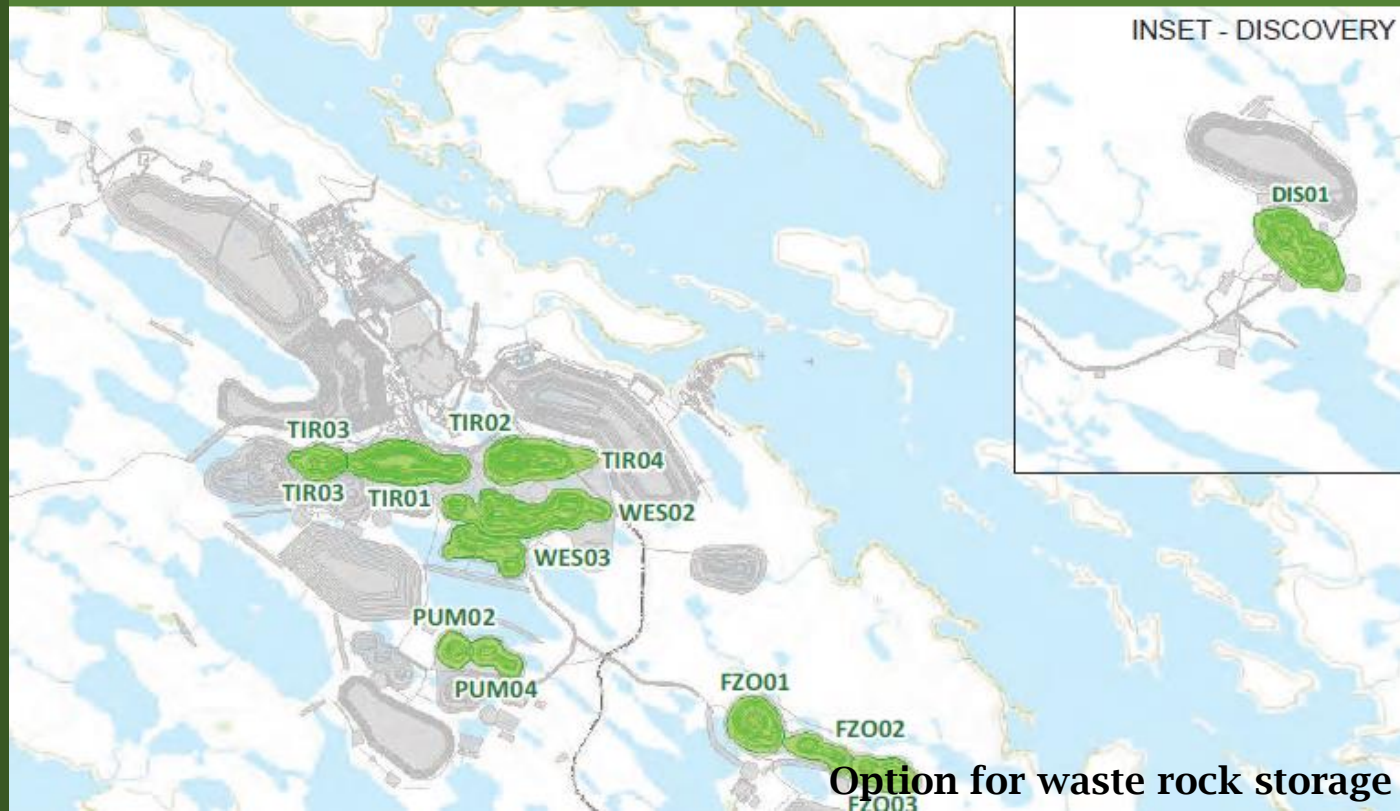 INSET - DISCOVERY
DIS01
TIR03
TIR02
TIR04
TIR03
TIR01
WES02
WES03
PUM02
PUM04
FZO01
FZO02
Option for waste rock storage
FZO03